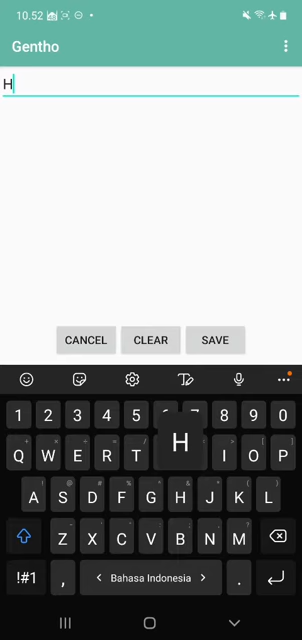 10.52
Gentho
H
CANCEL CLEAR SAVE
1 2 3 4 5 6 7 8 9 0
H
Q W E R T I O P
A S D F G H J K L
Z X C V B N M
!#1 , < Bahasa Indonesia > .